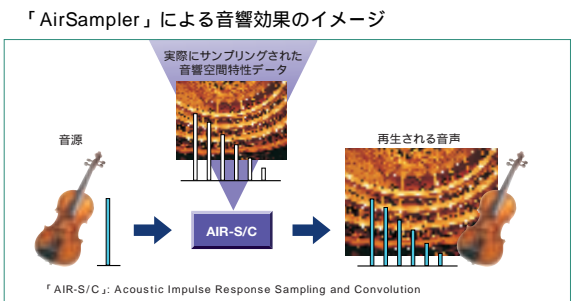 「AirSampler」による音響効果のイメージ
実際にサンプリングされた
音響空間特性データ
音源
再生される音声
AIR-S/C
「AIR-S/C」: Acoustic Impulse Response Sampling and Convolution